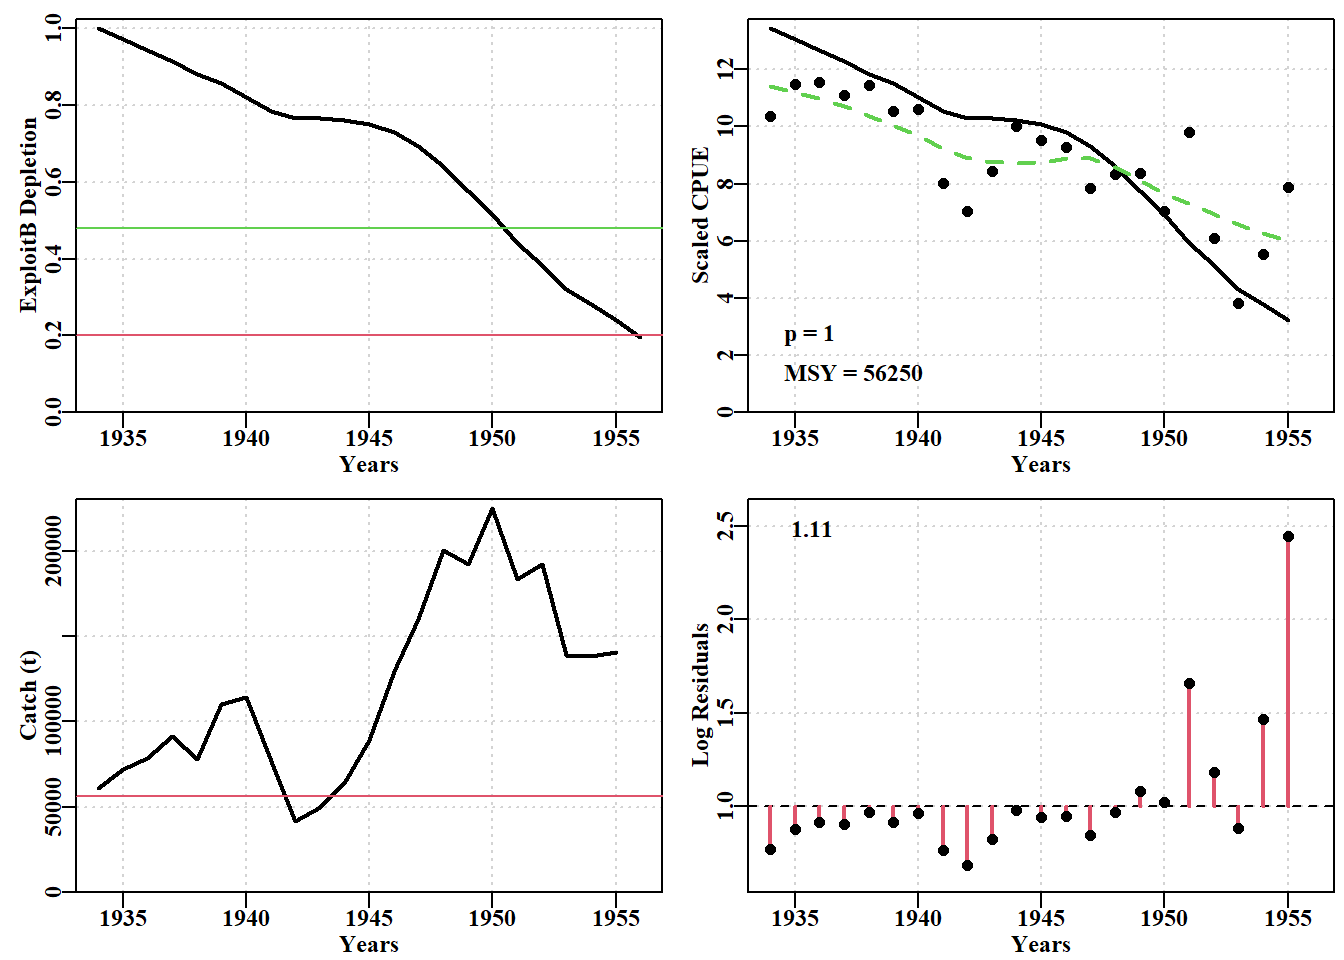 ExploitB Depletion
1.0
0.8
0.6
0.4
0.2
0.0
1935 1940 1945 1950 1955
Years
Scaled CPUE
12
10
8
6
4
2
0
p = 1
MSY = 56250
1935 1940 1945 1950 1955
Years
Catch (t)
200000
100000
50000
0
1935 1940 1945 1950 1955
Years
Log Residuals
2.5
2.0
1.5
1.0
1.11
1935 1940 1945 1950 1955
Years